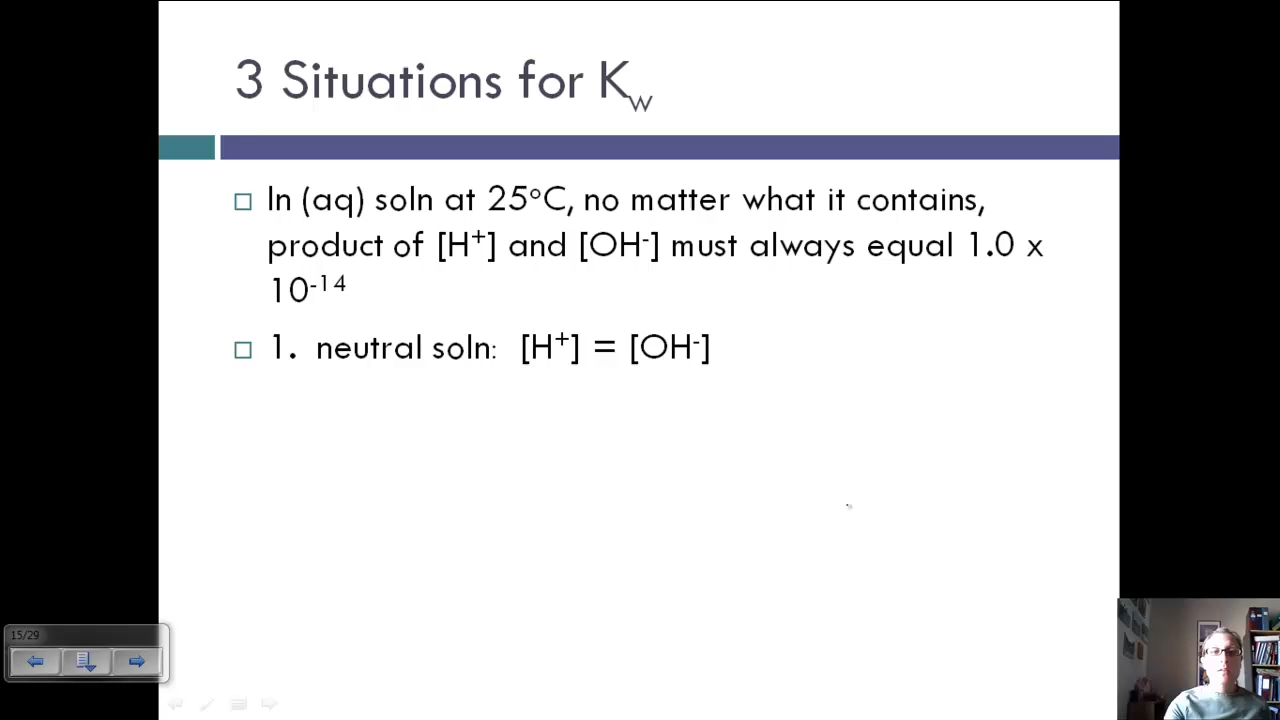 3 Situations for Kw
In (aq) soln at 25°C, no matter what it contains,
product of [H⁺] and [OH⁻] must always equal 1.0 x
10⁻¹⁴
1. neutral soln: [H⁺] = [OH⁻]
15/29